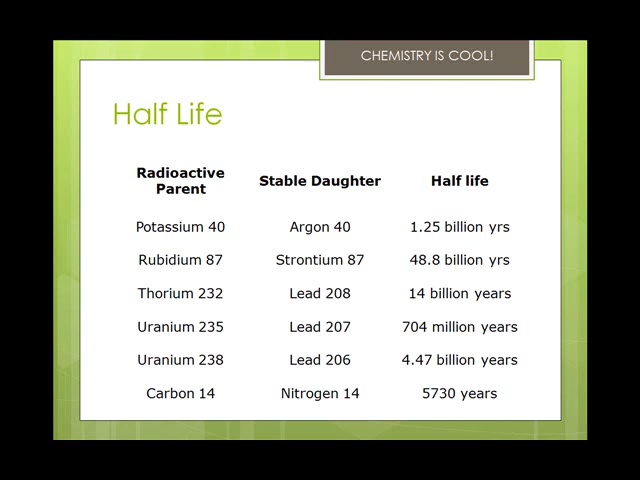 CHEMISTRY IS COOL!
Half Life
Radioactive Parent Stable Daughter Half life
Potassium 40 Argon 40 1.25 billion yrs
Rubidium 87 Strontium 87 48.8 billion yrs
Thorium 232 Lead 208 14 billion years
Uranium 235 Lead 207 704 million years
Uranium 238 Lead 206 4.47 billion years
Carbon 14 Nitrogen 14 5730 years